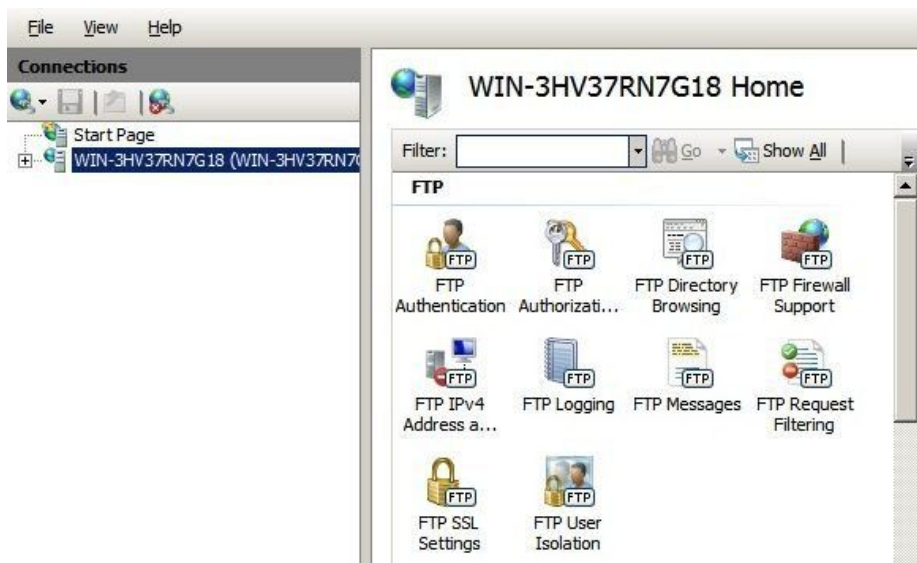 File View Help
Connections
Start Page
WIN-3HV37RN7G18 (WIN-3HV37RN7
WIN-3HV37RN7G18 Home
Filter: Go Show All
FTP
FTP FTP FTP FTP
FTP Authentication
FTP Authorizati...
FTP Directory Browsing
FTP Firewall Support
FTP FTP FTP FTP
FTP IPv4 Address a...
FTP Logging
FTP Messages
FTP Request Filtering
FTP FTP
FTP SSL Settings
FTP User Isolation